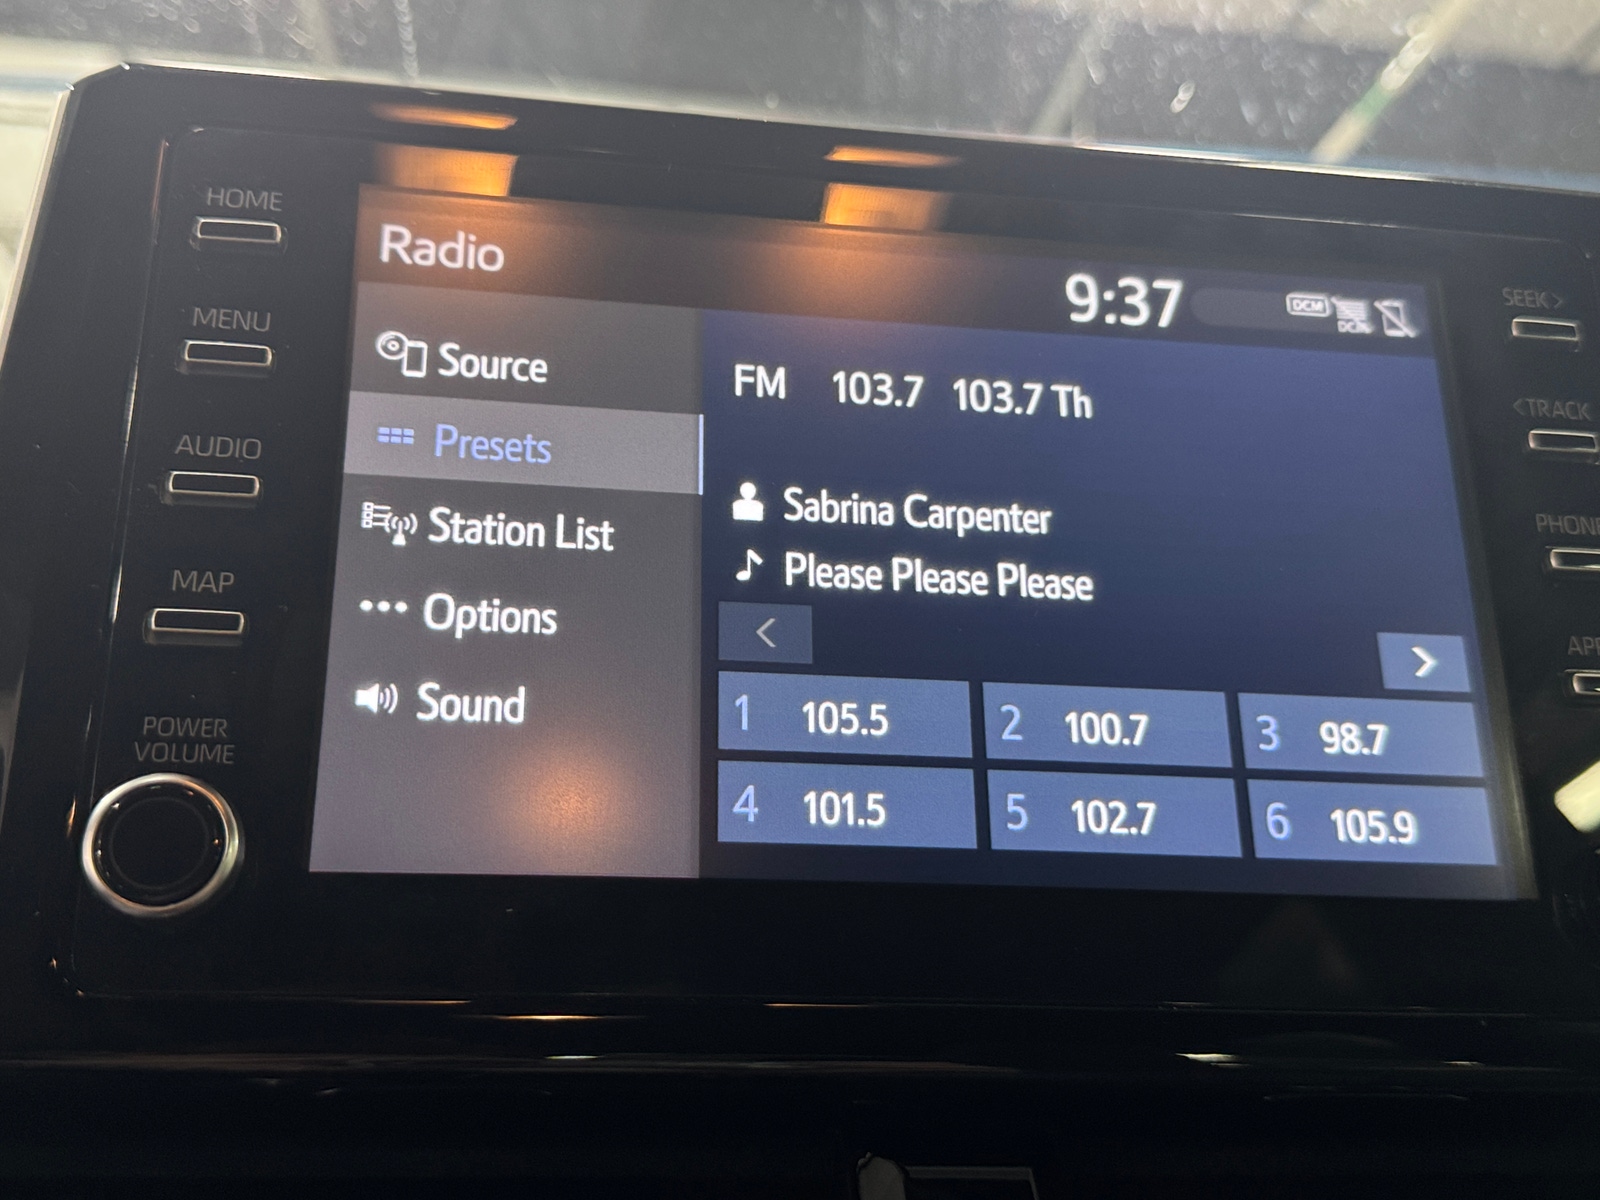 HOME
MENU
AUDIO
MAP
POWER
VOLUME
Radio
9:37
DCM
Source
Presets
Station List
Options
Sound
FM 103.7 103.7 Th
Sabrina Carpenter
Please Please Please
<
>
1 105.5
2 100.7
3 98.7
4 101.5
5 102.7
6 105.9
SEEK>
<TRACK